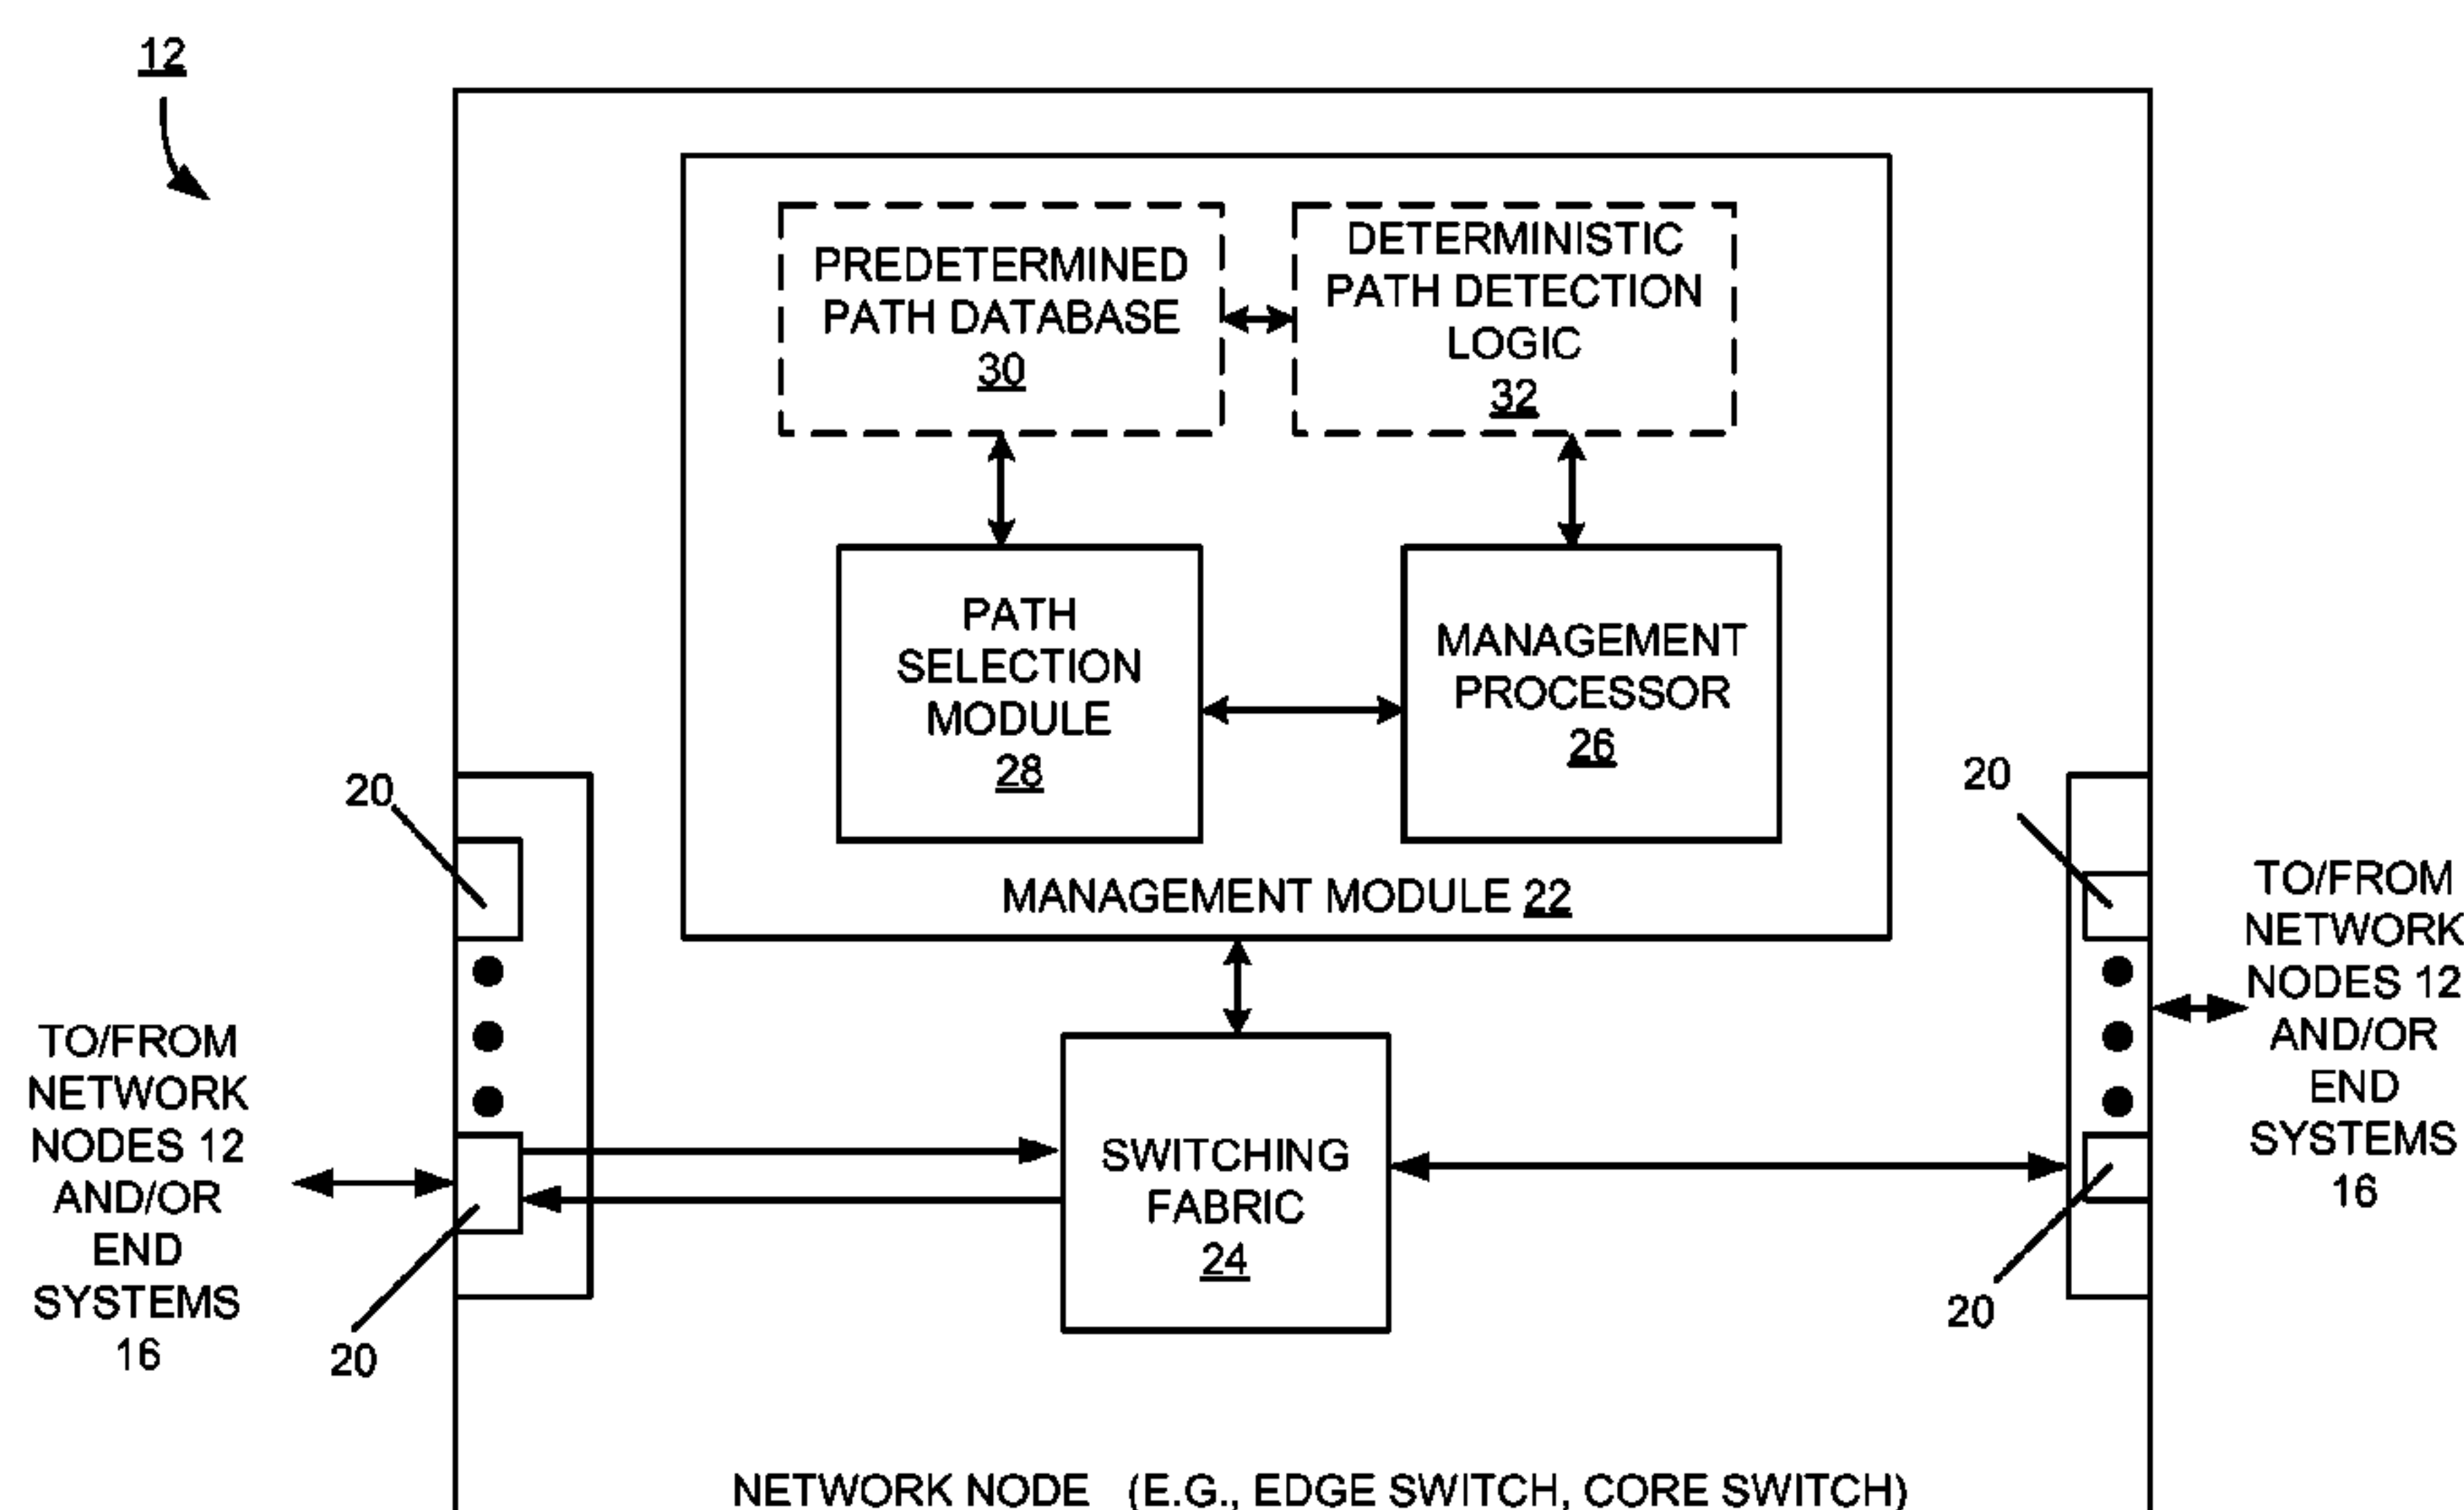 12
PREDETERMINED
PATH DATABASE
30
DETERMINISTIC
PATH DETECTION
LOGIC
32
PATH
SELECTION
MODULE
28
MANAGEMENT
PROCESSOR
26
MANAGEMENT MODULE 22
20
20
TO/FROM
NETWORK
NODES 12
AND/OR
END
SYSTEMS
16
TO/FROM
NETWORK
NODES 12
AND/OR
END
SYSTEMS
16
SWITCHING
FABRIC
24
20
20
NETWORK NODE (E.G., EDGE SWITCH, CORE SWITCH)